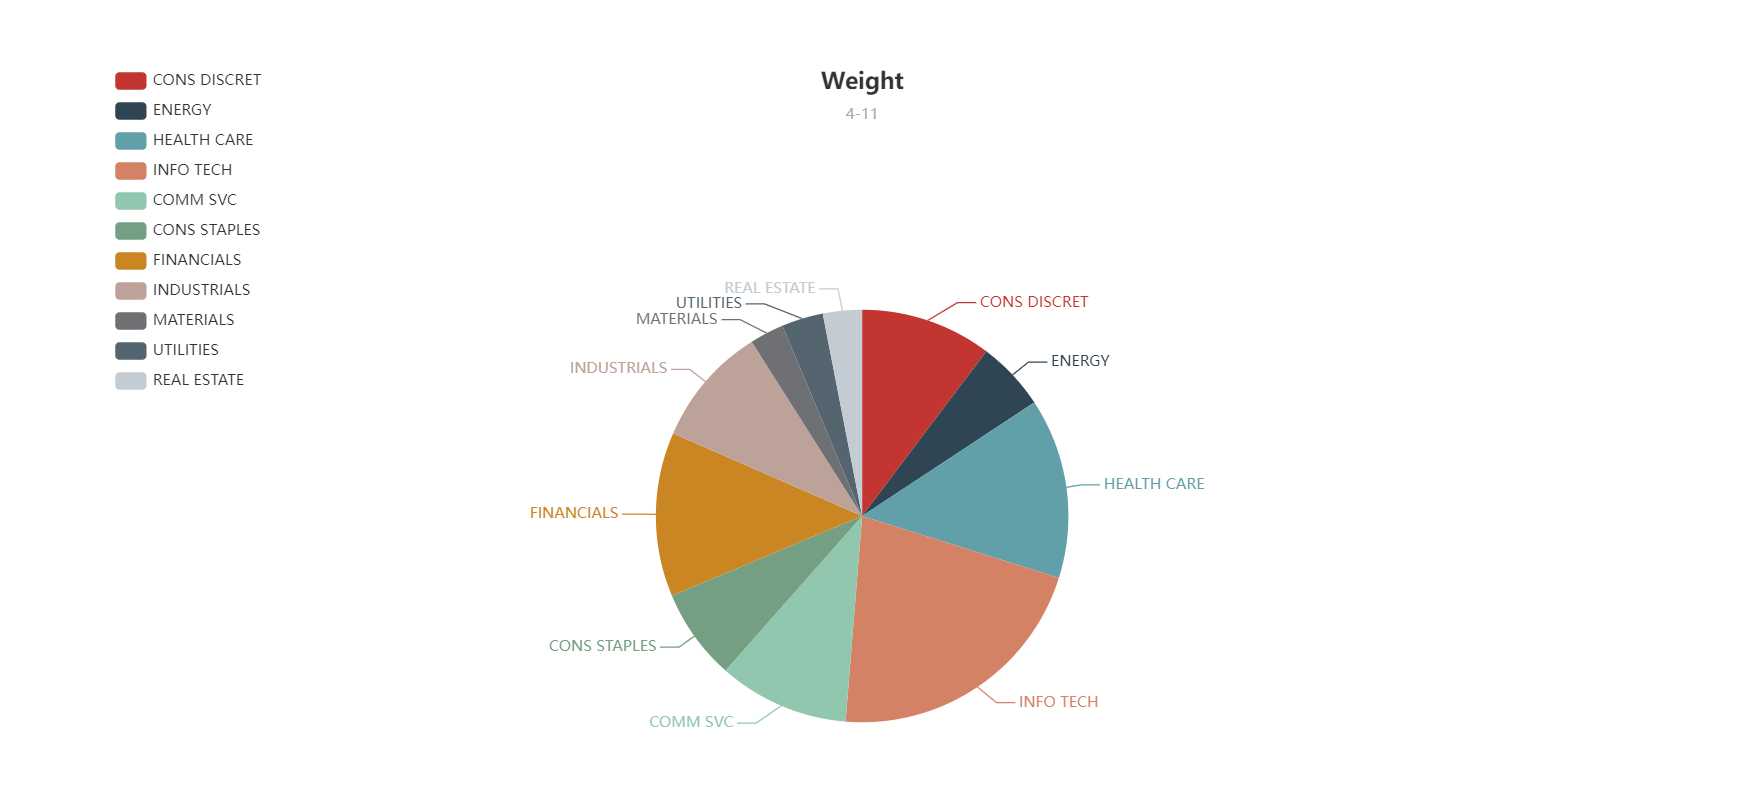 Weight
4-11
CONS DISCRET
ENERGY
HEALTH CARE
INFO TECH
COMM SVC
CONS STAPLES
FINANCIALS
INDUSTRIALS
MATERIALS
UTILITIES
REAL ESTATE
REAL ESTATE
CONS DISCRET
UTILITIES
MATERIALS
ENERGY
INDUSTRIALS
HEALTH CARE
FINANCIALS
CONS STAPLES
INFO TECH
COMM SVC